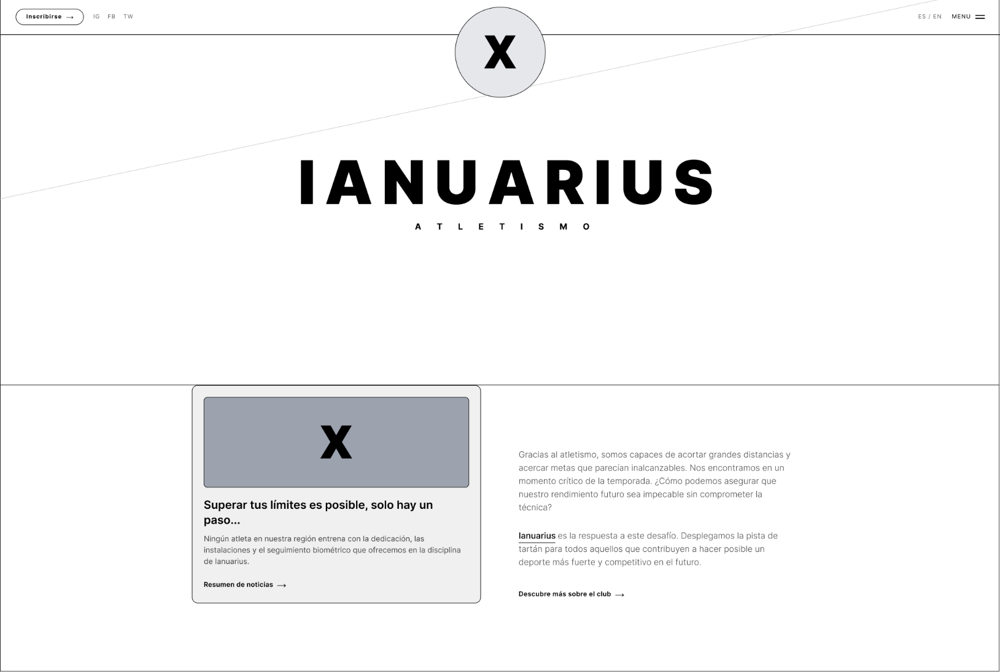 Inscribirse →
IG FB TW
X
ES / EN
MENU
IANUARIUS
ATLETISMO
X
Superar tus límites es posible, solo hay un
paso...
Ningún atleta en nuestra región entrena con la dedicación, las
instalaciones y el seguimiento biométrico que ofrecemos en la disciplina
de Ianuarius.
Resumen de noticias →
Gracias al atletismo, somos capaces de acortar grandes distancias y
acercar metas que parecían inalcanzables. Nos encontramos en un
momento crítico de la temporada. ¿Cómo podemos asegurar que
nuestro rendimiento futuro sea impecable sin comprometer la
técnica?
Ianuarius es la respuesta a este desafío. Desplegamos la pista de
tartán para todos aquellos que contribuyen a hacer posible un
deporte más fuerte y competitivo en el futuro.
Descubre más sobre el club →